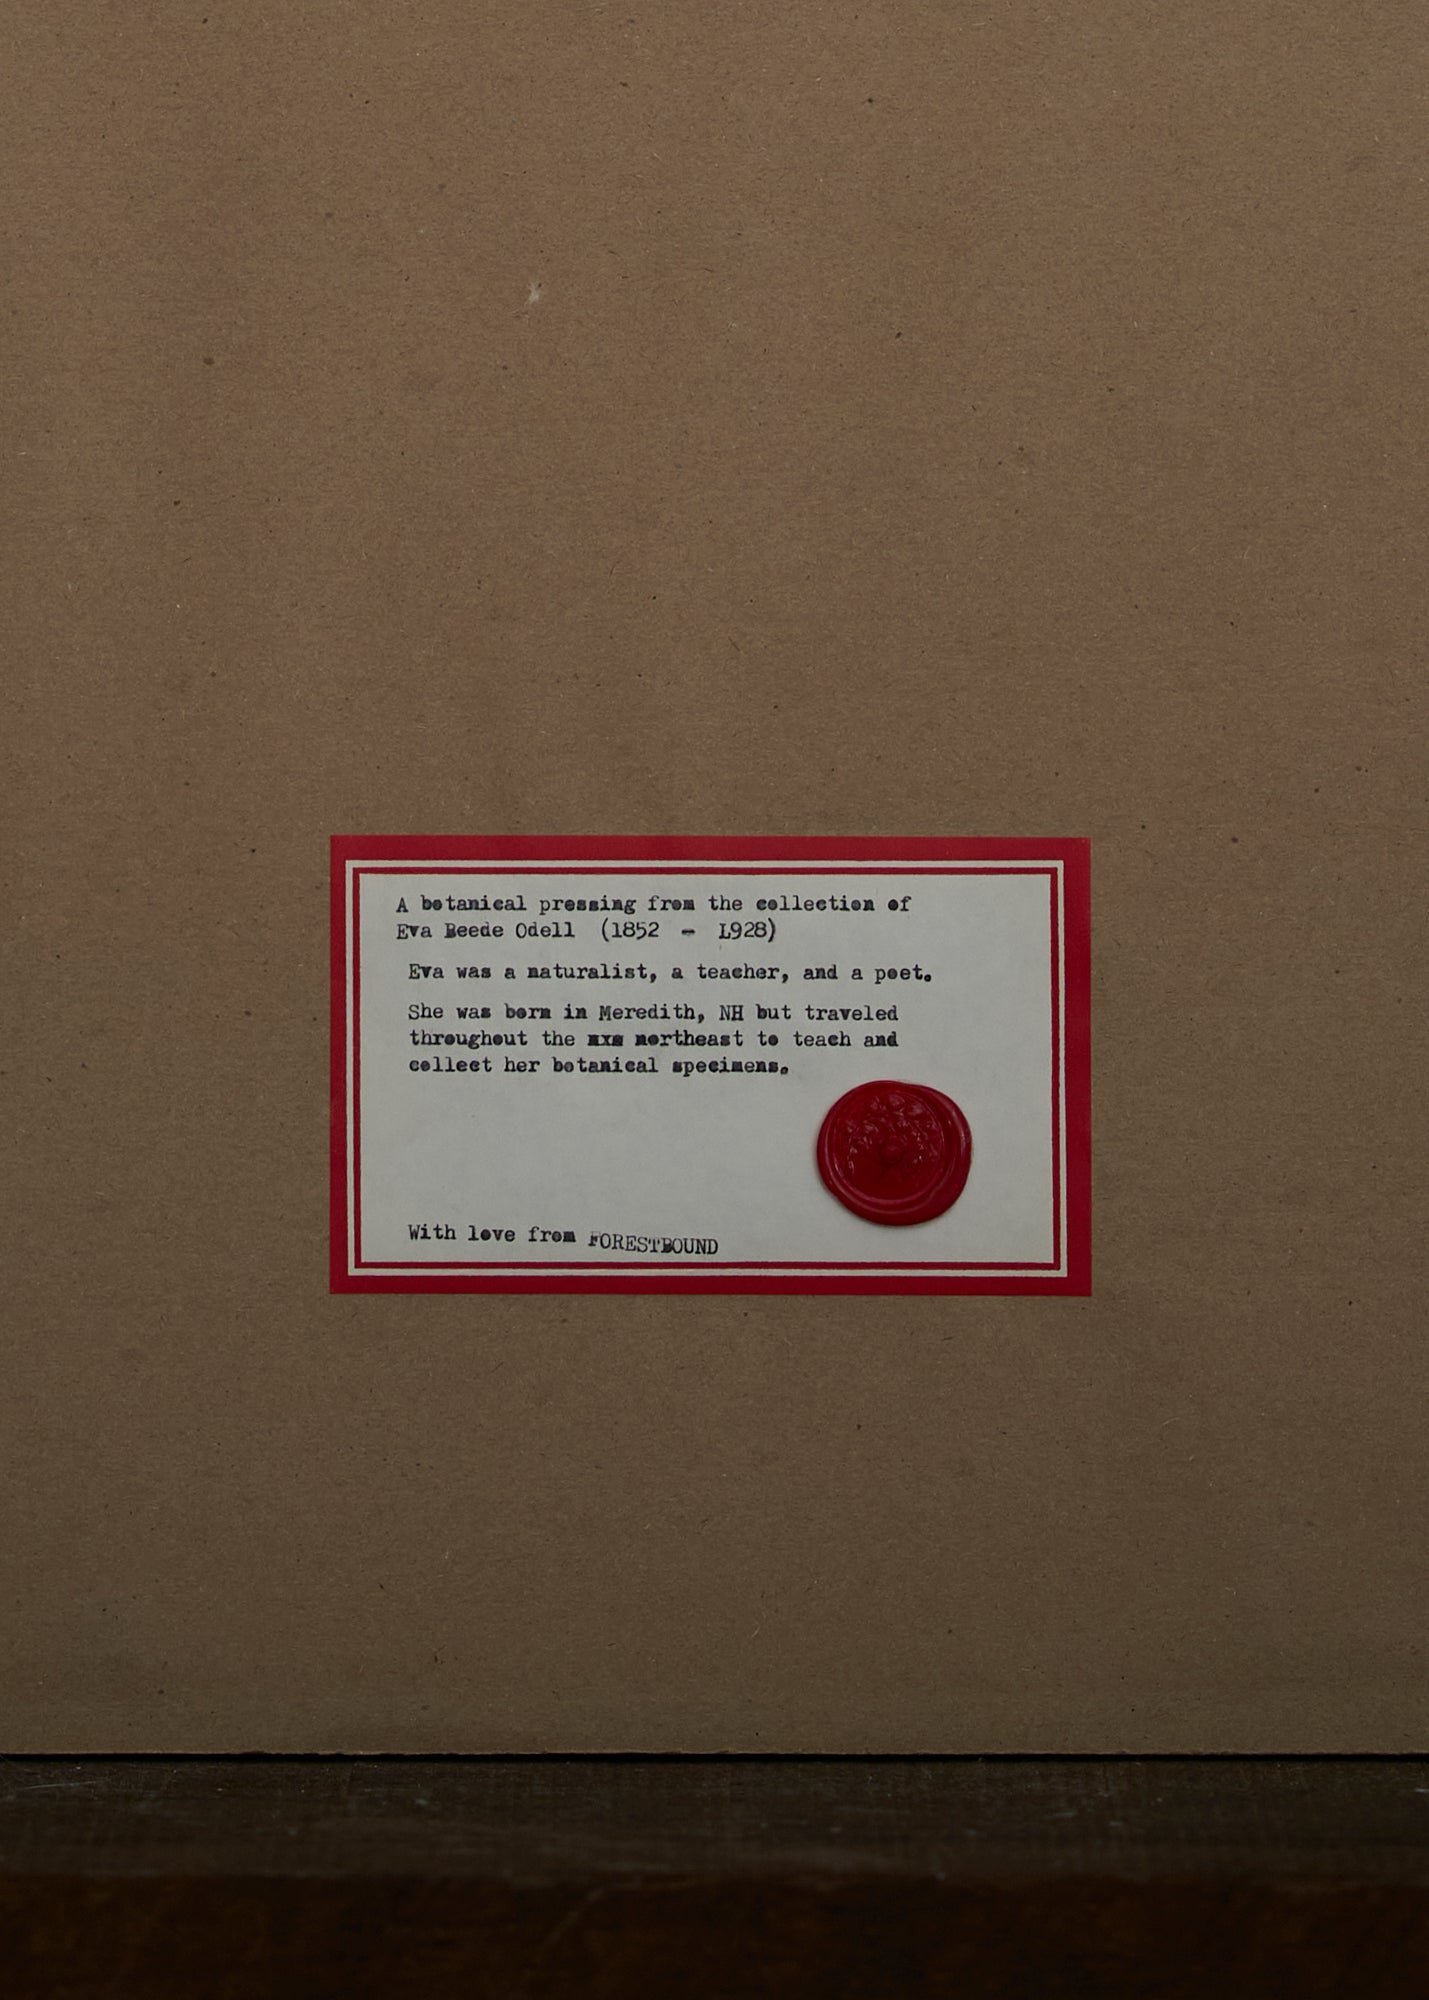 A botanical pressing from the collection of
Eva Beede Odell (1852 - L928)
Eva was a naturalist, a teacher, and a poet.
She was born in Meredith, NH but traveled
throughout the xxx northeast to teach and
collect her botanical specimens.
With love from FORESTBOUND